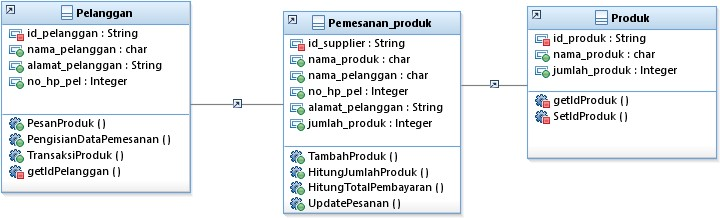 Pelanggan
id_pelanggan : String
nama_pelanggan : char
alamat_pelanggan : String
no_hp_pel : Integer
PesanProduk ()
PengisianDataPemesanan ()
TransaksiProduk ()
getIdPelanggan ()
Pemesanan_produk
id_supplier : String
nama_produk : char
nama_pelanggan : char
no_hp_pel : Integer
alamat_pelanggan : String
jumlah_produk : Integer
TambahProduk ()
HitungJumlahProduk ()
HitungTotalPembayaran ()
UpdatePesanan ()
Produk
id_produk : String
nama_produk : char
jumlah_produk : Integer
getIdProduk ()
SetIdProduk ()